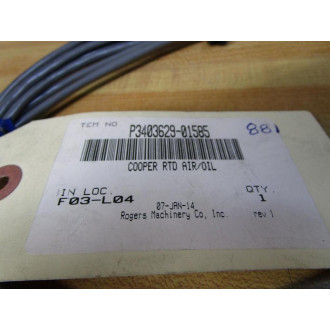 ITEM NO P3403629-01585 881
COOPER RTD AIR/OIL
IN LOC. QTY.
F03-L04 07-JAN-14 1
Rogers Machinery Co, Inc. rev 1